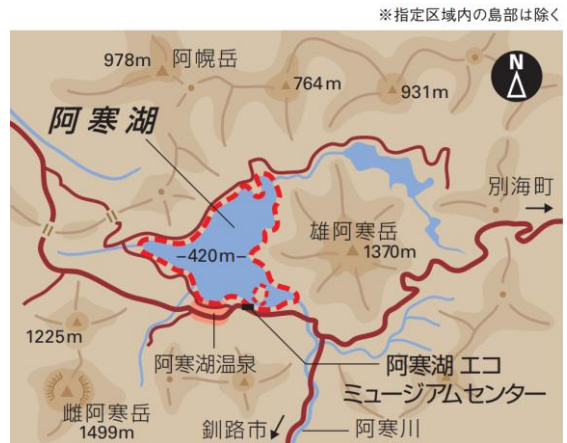 ※指定区域内の島部は除く
978m
阿幌岳
764m
931m
N
阿寒湖
別海町
雄阿寒岳
1370m
-420m-
1225m
阿寒湖温泉
阿寒湖 エコ
ミュージアムセンター
雌阿寒岳
1499m
釧路市
阿寒川